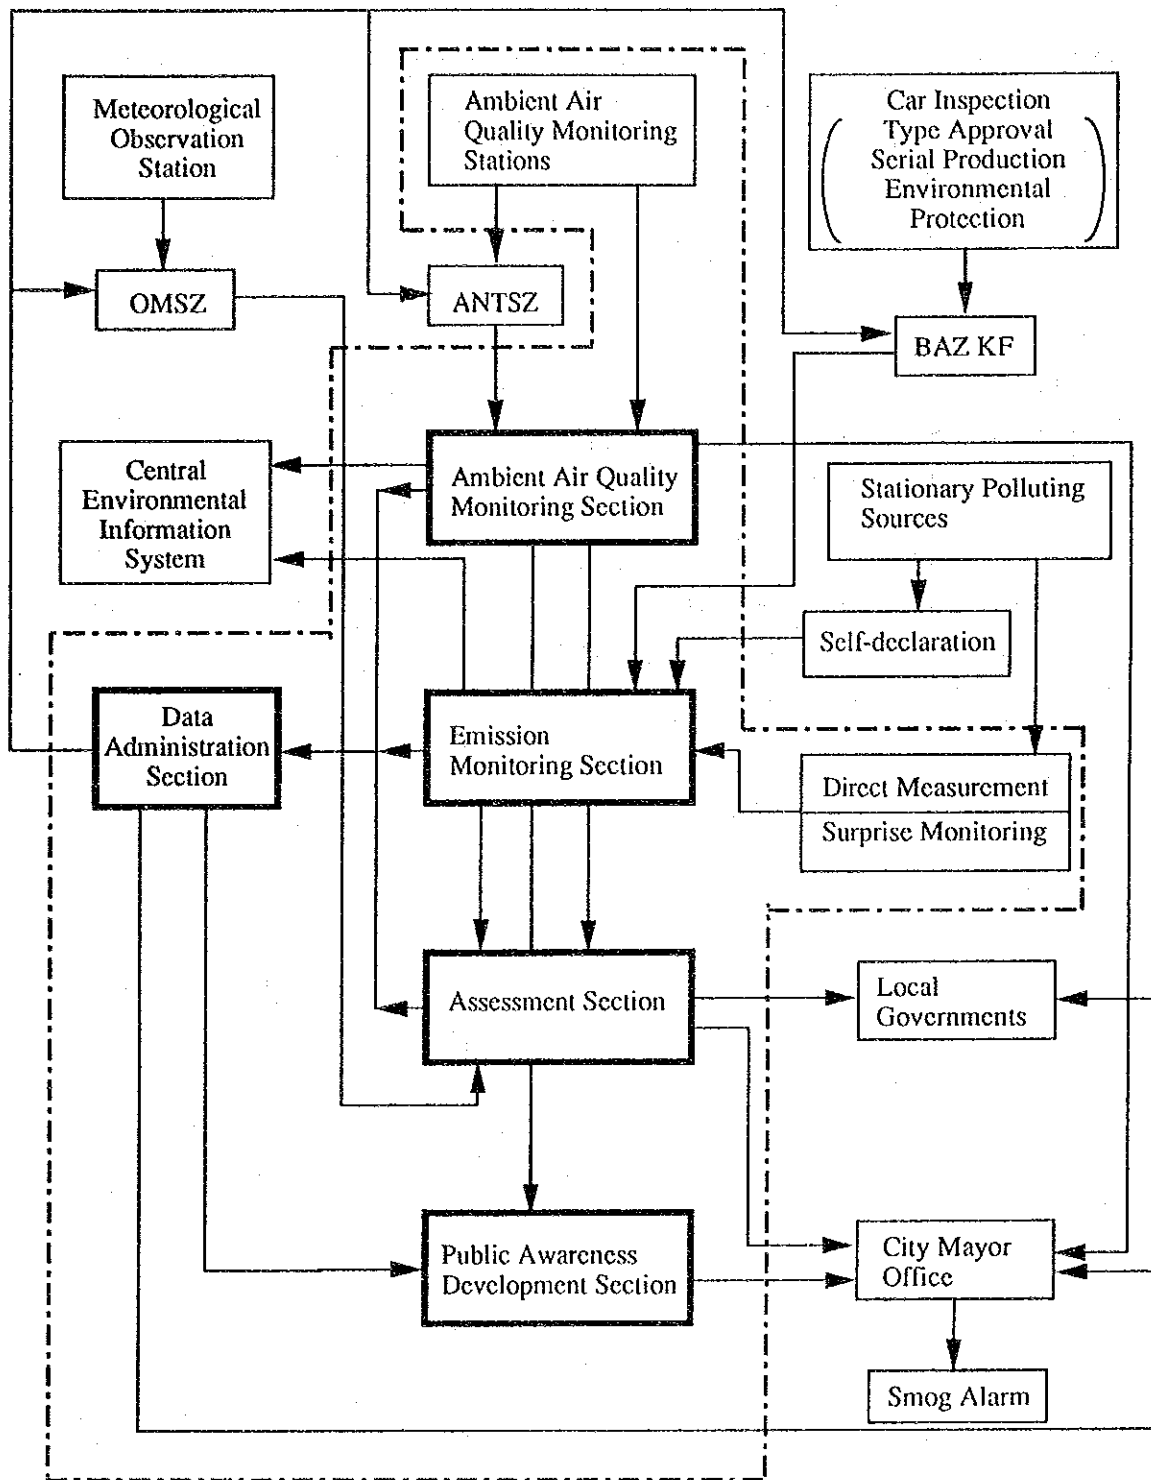 Meteorological
Observation
Station
Ambient Air
Quality Monitoring
Stations
Car Inspection
Type Approval
Serial Production
Environmental
Protection
OMSZ
ANTSZ
BAZ KF
Central
Environmental
Information
System
Ambient Air Quality
Monitoring Section
Stationary Polluting
Sources
Self-declaration
Data
Administration
Section
Emission
Monitoring Section
Direct Measurement
Surprise Monitoring
Assessment Section
Local
Governments
Public Awareness
Development Section
City Mayor
Office
Smog Alarm